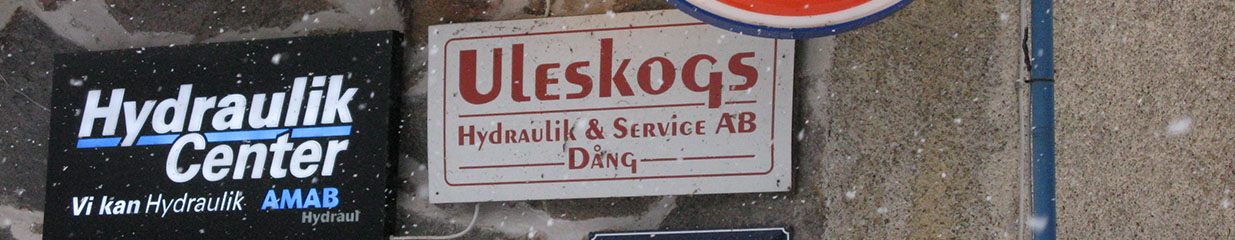 Hydraulik
Center
Vi kan Hydraulik AMAB
Hydraul
Uleskogs
Hydraulik & Service AB
Dång